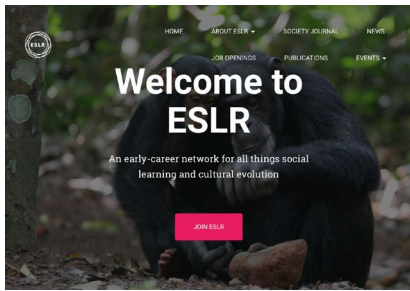 ESLR
HOME
ABOUT ESLR
SOCIETY JOURNAL
NEWS
JOB OPENINGS
PUBLICATIONS
EVENTS
Welcome to
ESLR
An early-career network for all things social
learning and cultural evolution
JOIN ESLR